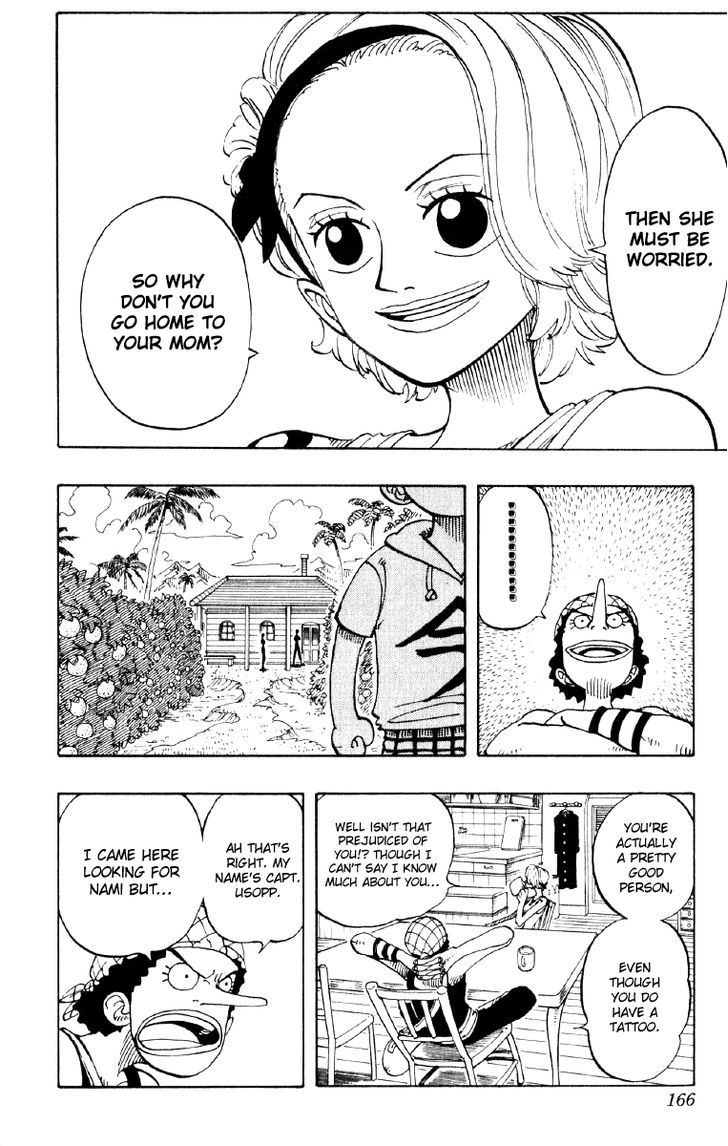 THEN SHE
MUST BE
WORRIED.
SO WHY
DON'T YOU
GO HOME TO
YOUR MOM?
YOU'RE
ACTUALLY
A PRETTY
GOOD
PERSON,
EVEN
THOUGH
YOU DO
HAVE A
TATTOO.
WELL ISN'T THAT
PREJUDICED OF
YOU!? THOUGH I
CAN'T SAY I KNOW
MUCH ABOUT YOU...
AH THAT'S
RIGHT. MY
NAME'S CAPT.
USOPP.
I CAME HERE
LOOKING FOR
NAMI BUT...
166